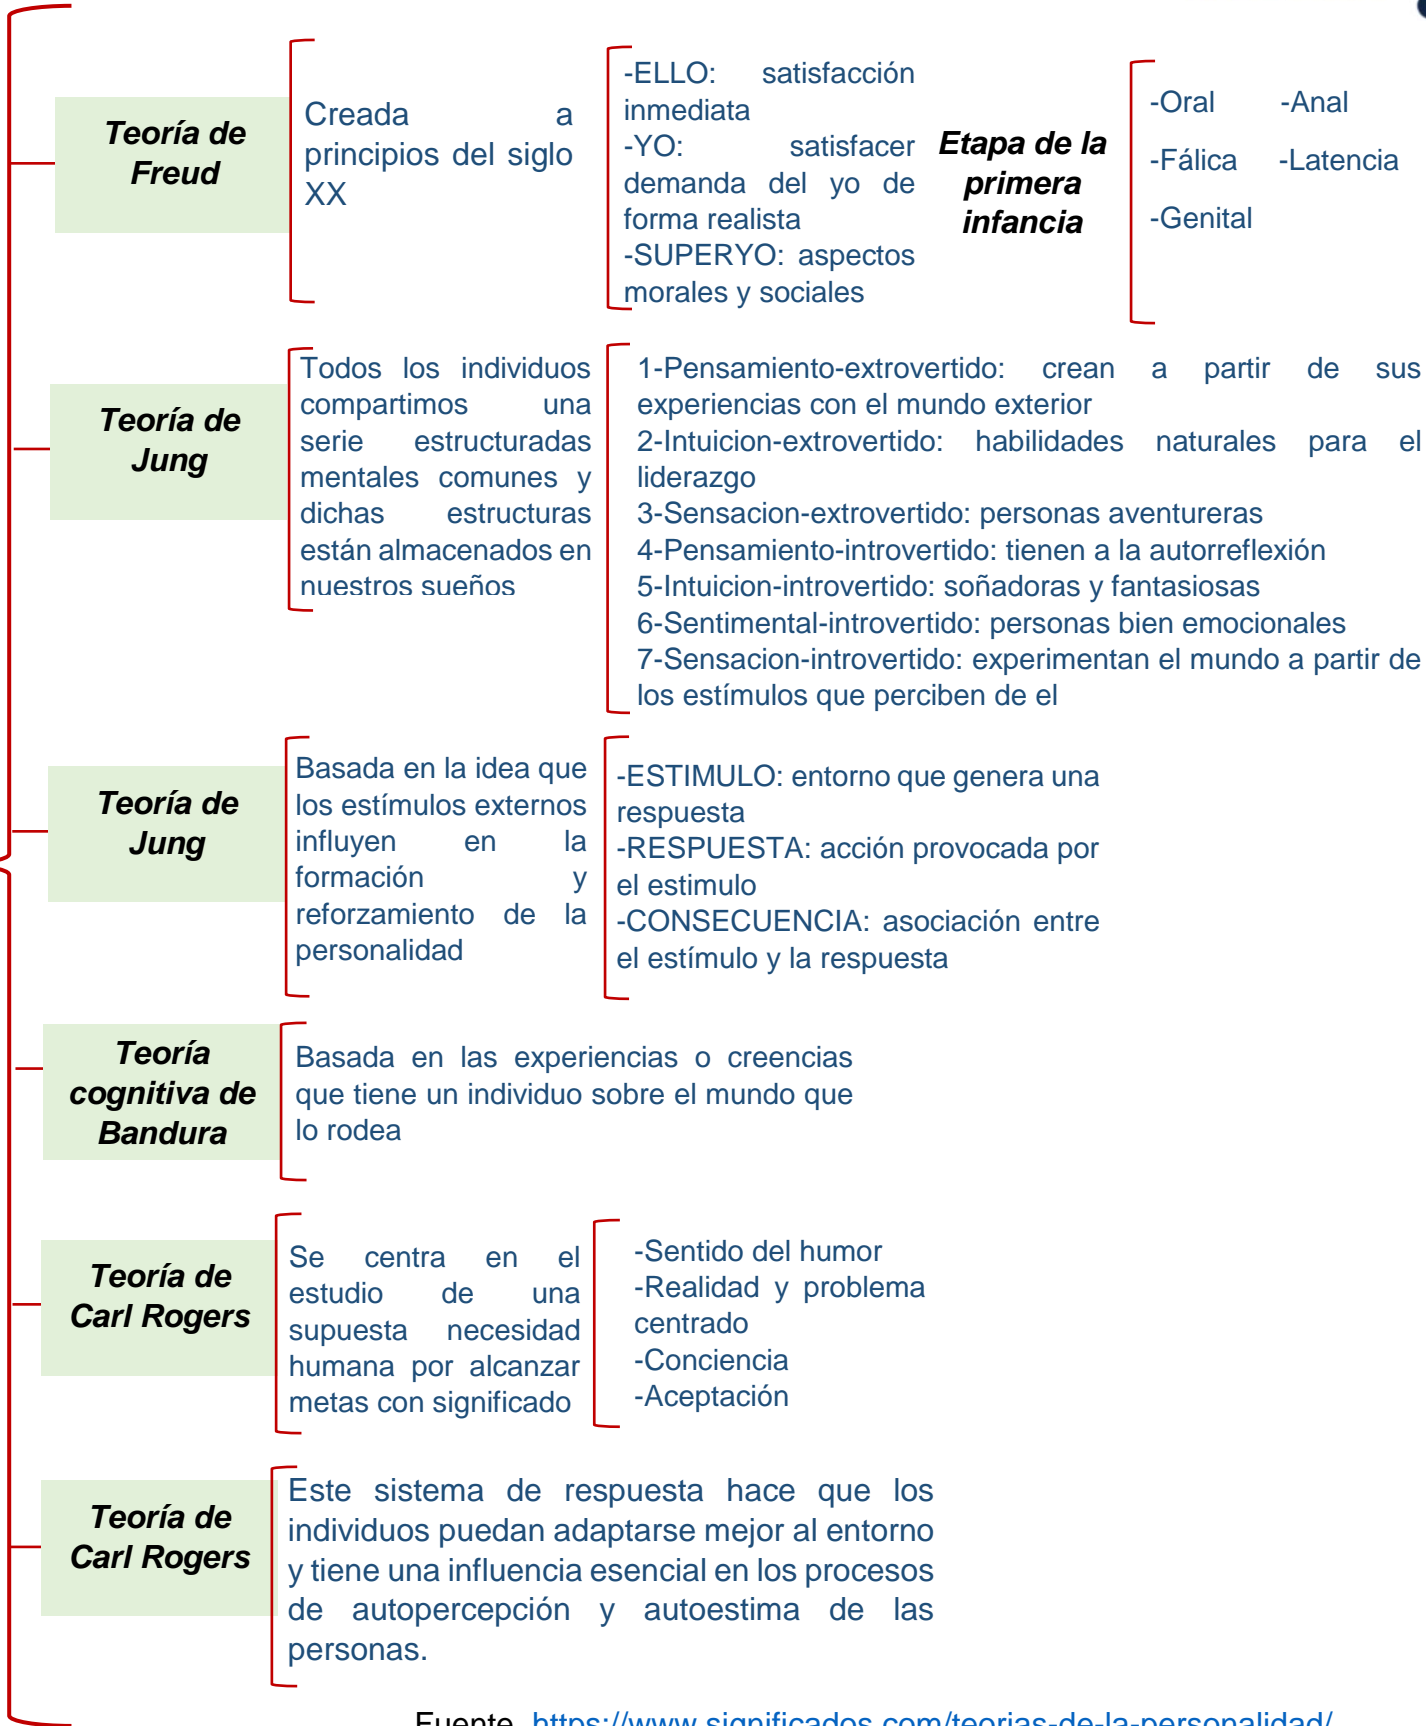 Teoría de
Freud
Creada a
principios del siglo
XX
-ELLO: satisfacción
inmediata
-YO: satisfacer
demanda del yo de
forma realista
-SUPERYO: aspectos
morales y sociales
Etapa de la
primera
infancia
-Oral -Anal
-Fálica -Latencia
-Genital
Teoría de
Jung
Todos los individuos
compartimos una
serie estructuradas
mentales comunes y
dichas estructuras
están almacenados en
nuestros sueños
1-Pensamiento-extrovertido: crean a partir de sus
experiencias con el mundo exterior
2-Intuicion-extrovertido: habilidades naturales para el
liderazgo
3-Sensacion-extrovertido: personas aventureras
4-Pensamiento-introvertido: tienen a la autorreflexión
5-Intuicion-introvertido: soñadoras y fantasiosas
6-Sentimental-introvertido: personas bien emocionales
7-Sensacion-introvertido: experimentan el mundo a partir de
los estímulos que perciben de el
Teoría de
Jung
Basada en la idea que
los estímulos externos
influyen en la
formación y
reforzamiento de la
personalidad
-ESTIMULO: entorno que genera una
respuesta
-RESPUESTA: acción provocada por
el estimulo
-CONSECUENCIA: asociación entre
el estímulo y la respuesta
Teoría
cognitiva de
Bandura
Basada en las experiencias o creencias
que tiene un individuo sobre el mundo que
lo rodea
Teoría de
Carl Rogers
Se centra en el
estudio de una
supuesta necesidad
humana por alcanzar
metas con significado
-Sentido del humor
-Realidad y problema
centrado
-Conciencia
-Aceptación
Teoría de
Carl Rogers
Este sistema de respuesta hace que los
individuos puedan adaptarse mejor al entorno
y tiene una influencia esencial en los procesos
de autopercepción y autoestima de las
personas.
Fuente https://www.significados.com/teorias-de-la-personalidad/